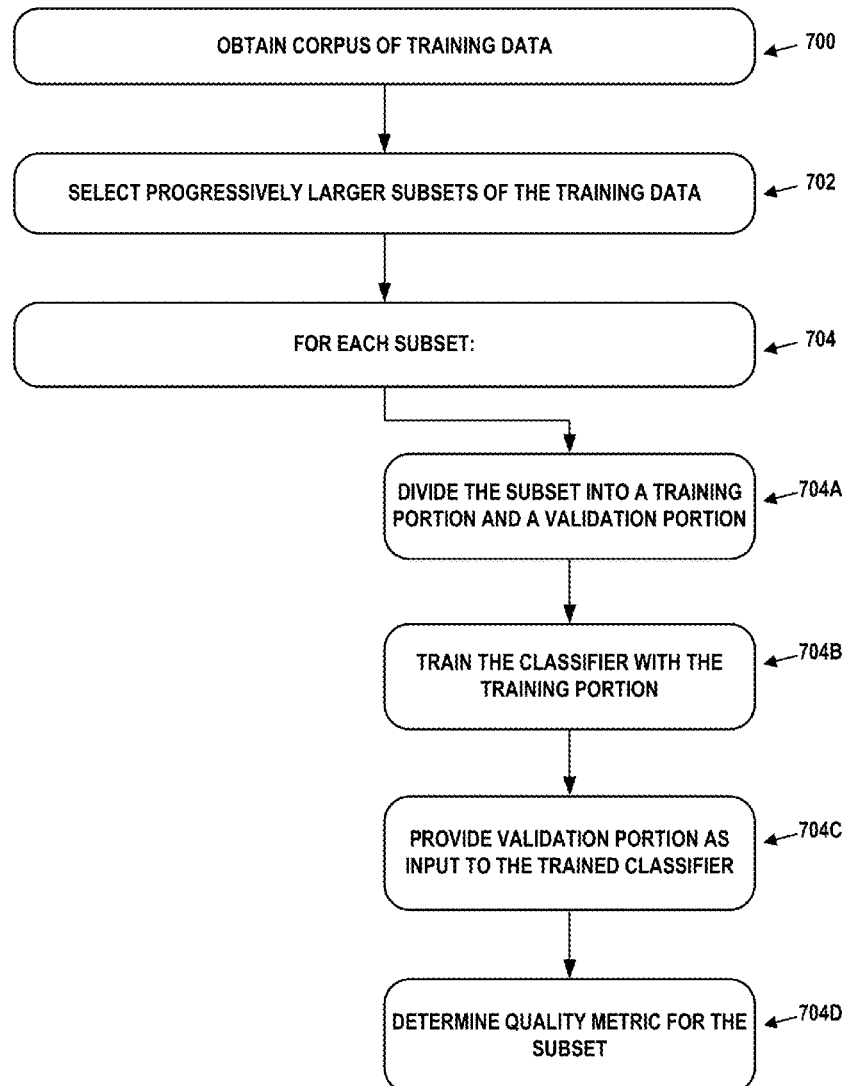 OBTAIN CORPUS OF TRAINING DATA
700
SELECT PROGRESSIVELY LARGER SUBSETS OF THE TRAINING DATA
702
FOR EACH SUBSET:
704
DIVIDE THE SUBSET INTO A TRAINING
PORTION AND A VALIDATION PORTION
704A
TRAIN THE CLASSIFIER WITH THE
TRAINING PORTION
704B
PROVIDE VALIDATION PORTION AS
INPUT TO THE TRAINED CLASSIFIER
704C
DETERMINE QUALITY METRIC FOR THE
SUBSET
704D